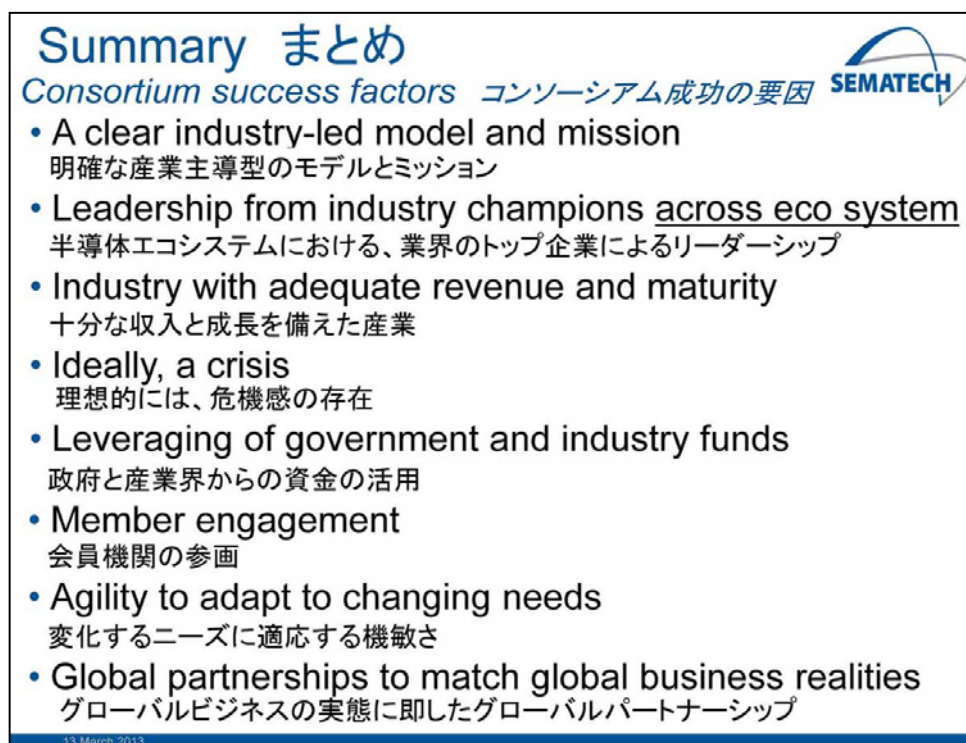 Summary まとめ
Consortium success factors コンソーシアム成功の要因
SEMATECH
• A clear industry-led model and mission
明確な産業主導型のモデルとミッション
• Leadership from industry champions across eco system
半導体エコシステムにおける、業界のトップ企業によるリーダーシップ
• Industry with adequate revenue and maturity
十分な収入と成長を備えた産業
• Ideally, a crisis
理想的には、危機感の存在
• Leveraging of government and industry funds
政府と産業界からの資金の活用
• Member engagement
会員機関の参画
• Agility to adapt to changing needs
変化するニーズに適応する機敏さ
• Global partnerships to match global business realities
グローバルビジネスの実態に即したグローバルパートナーシップ
13 March 2013